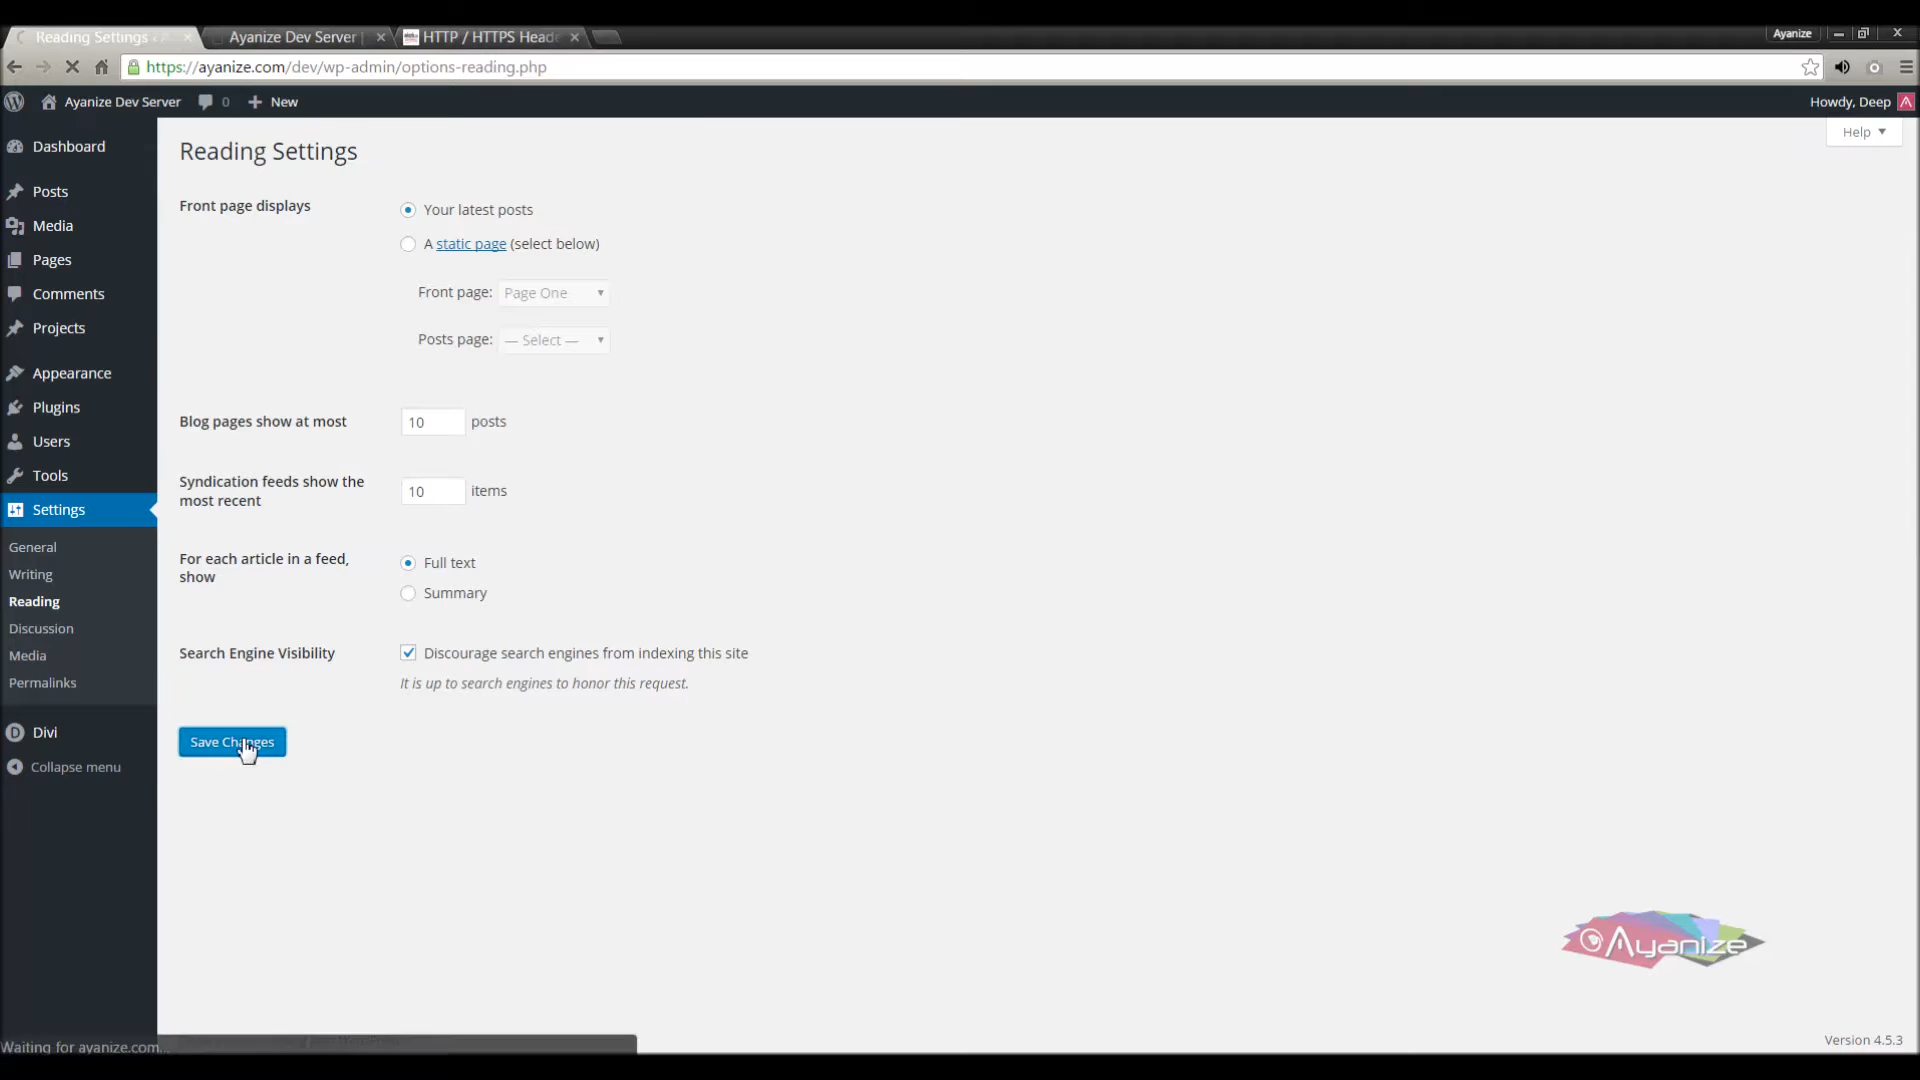 Reading Settings
Ayanize Dev Server
HTTP / HTTPS Head
Ayanize
https://ayanize.com/dev/wp-admin/options-reading.php
Ayanize Dev Server 0 New
Howdy, Deep
Help
Dashboard
Posts
Media
Pages
Comments
Projects
Appearance
Plugins
Users
Tools
Settings
General
Writing
Reading
Discussion
Media
Permalinks
Divi
Collapse menu
Reading Settings
Front page displays
Your latest posts
A static page (select below)
Front page: Page One
Posts page: — Select —
Blog pages show at most 10 posts
Syndication feeds show the
most recent
10 items
For each article in a feed,
show
Full text
Summary
Search Engine Visibility
Discourage search engines from indexing this site
It is up to search engines to honor this request.
Save Changes
Ayanize
Waiting for ayanize.com...
Version 4.5.3